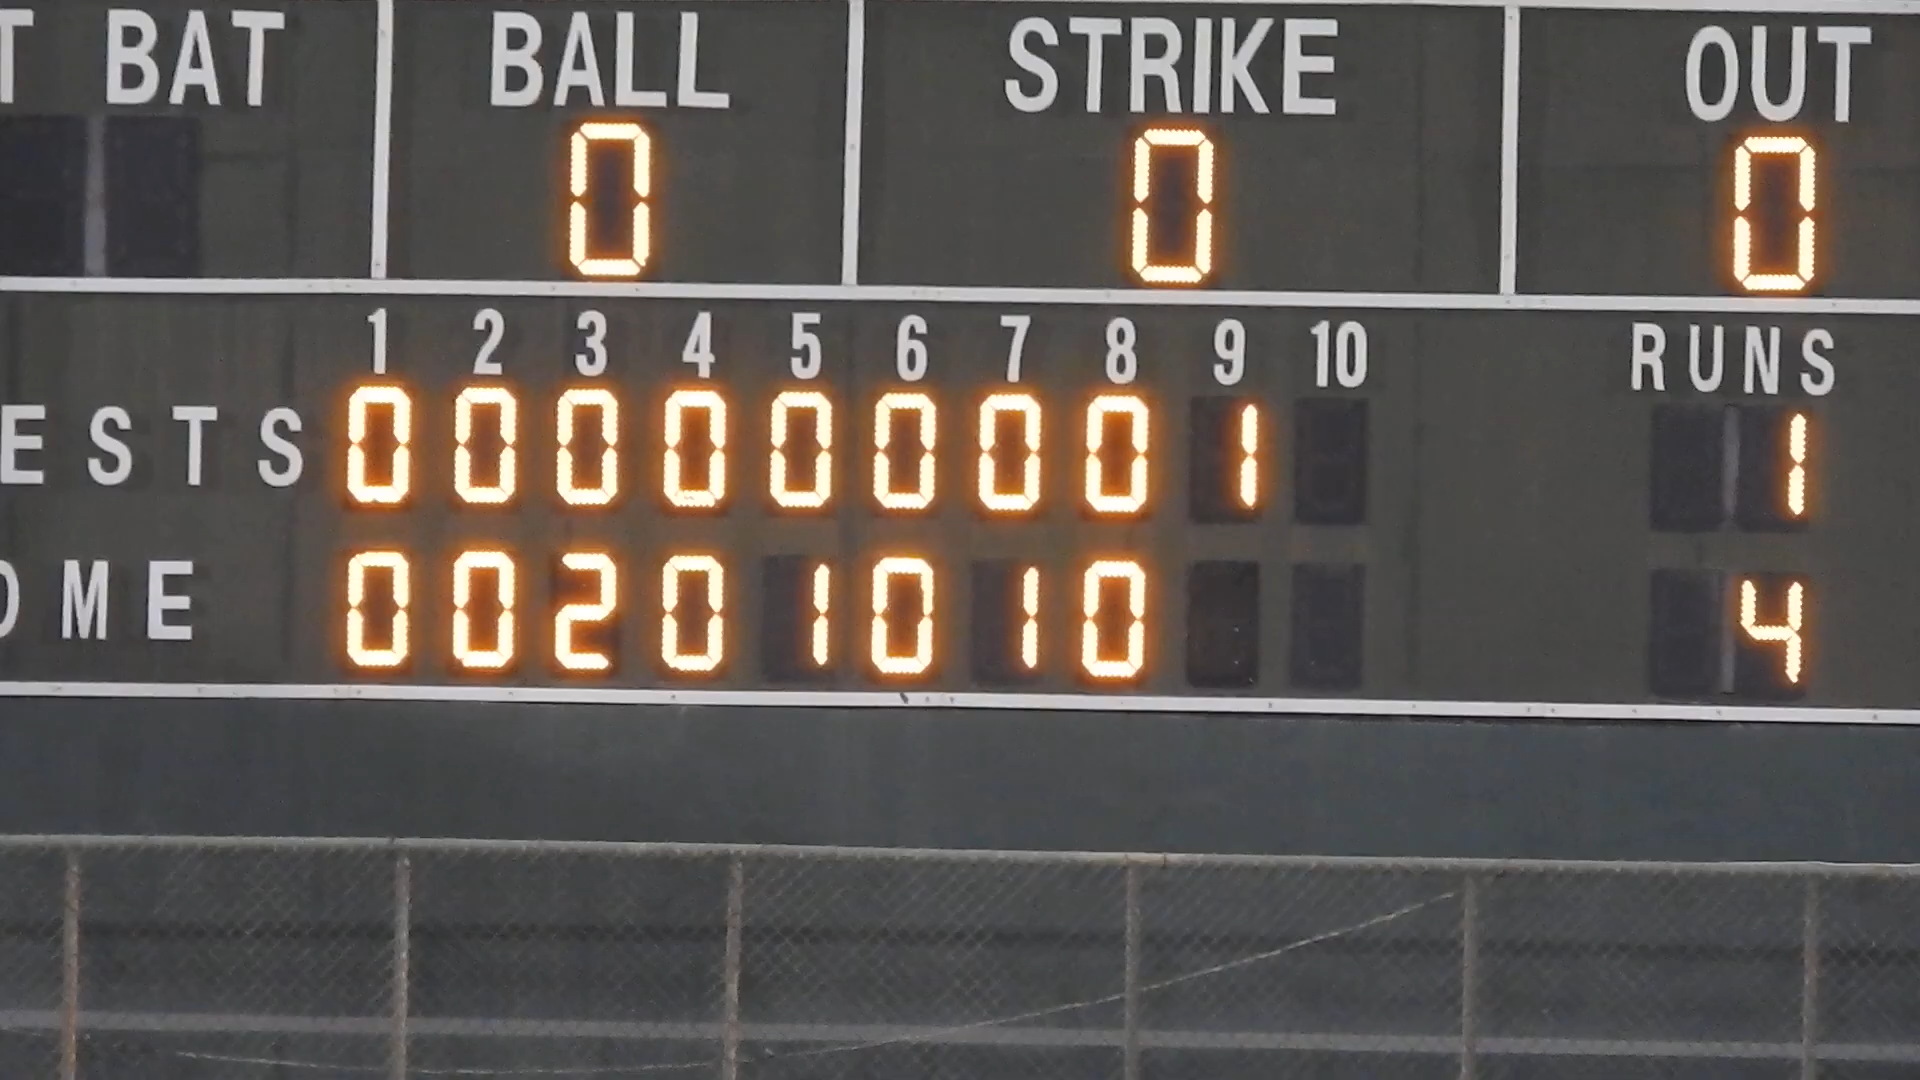 T BAT BALL STRIKE OUT
0 0 0
1 2 3 4 5 6 7 8 9 10 RUNS
ESTS 0 0 0 0 0 0 0 0 1 1
OME 0 0 2 0 1 0 1 0 4